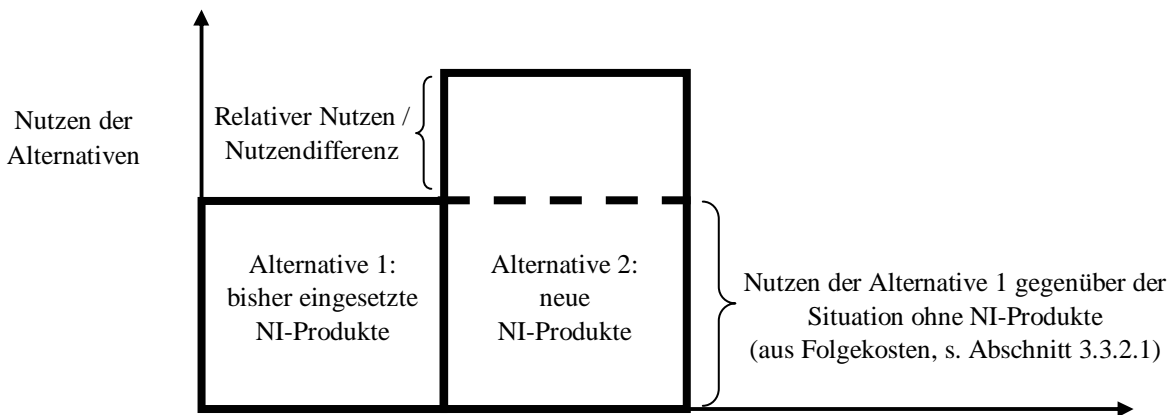 Nutzen der
Alternativen
Relativer Nutzen /
Nutzendifferenz
Alternative 1:
bisher eingesetzte
NI-Produkte
Alternative 2:
neue
NI-Produkte
Nutzen der Alternative 1 gegenüber der
Situation ohne NI-Produkte
(aus Folgekosten, s. Abschnitt 3.3.2.1)